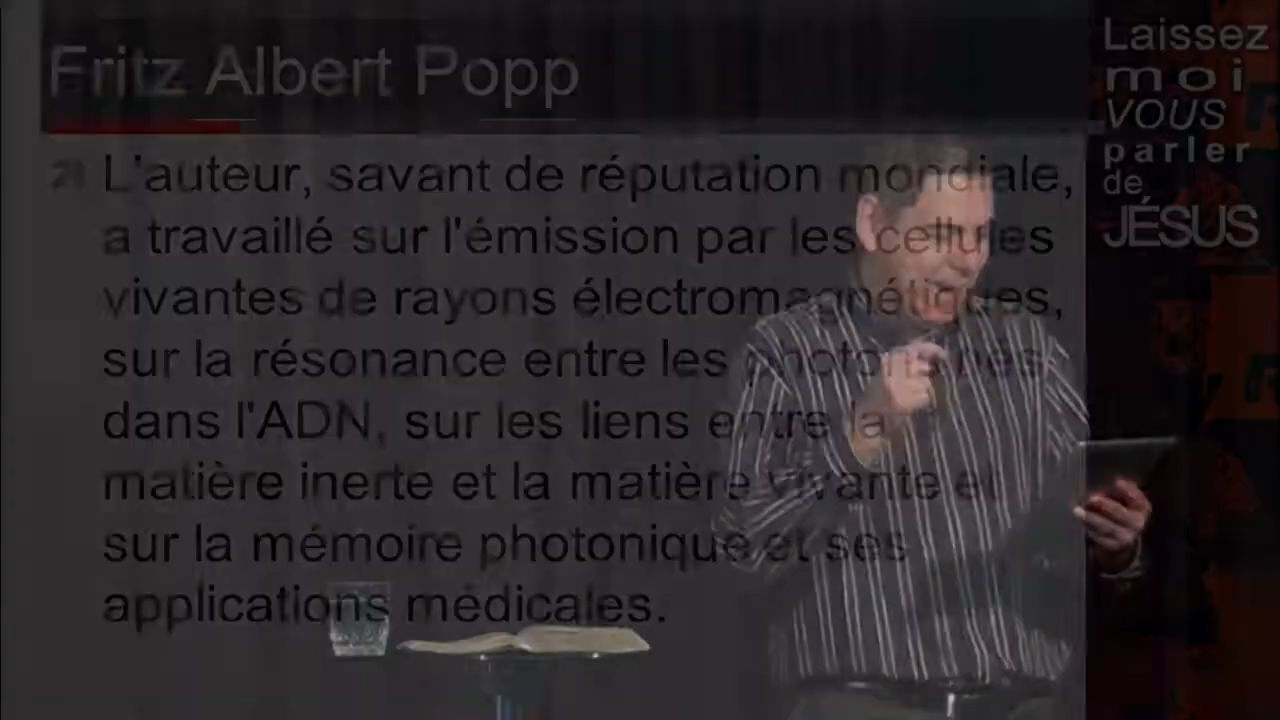 Fritz Albert Popp
L'auteur, savant de réputation mondiale,
a travaillé sur l'émission par les cellules
vivantes de rayons électromagnétiques,
sur la résonance entre les photons nés
dans l'ADN, sur les liens entre la
matière inerte et la matière vivante et
sur la mémoire photonique et ses
applications médicales.
Laissez
moi
VOUS
parler
de
JÉSUS